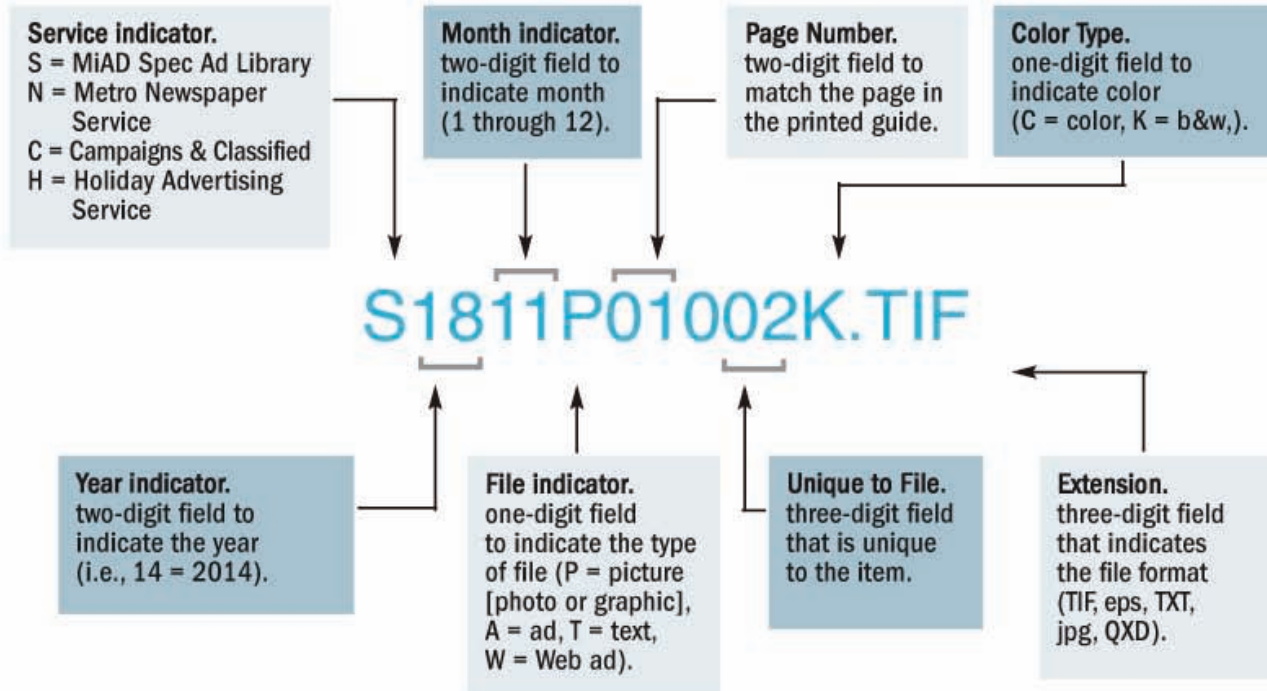 Service indicator.
S = MiAD Spec Ad Library
N = Metro Newspaper
Service
C = Campaigns & Classified
H = Holiday Advertising
Service
Month indicator.
two-digit field to
indicate month
(1 through 12).
Page Number.
two-digit field to
match the page in
the printed guide.
Color Type.
one-digit field to
indicate color
(C = color, K = b&w,).
S1811P01002K.TIF
Year indicator.
two-digit field to
indicate the year
(i.e., 14 = 2014).
File indicator.
one-digit field
to indicate the type
of file (P = picture
[photo or graphic],
A = ad, T = text,
W = Web ad).
Unique to File.
three-digit field
that is unique
to the item.
Extension.
three-digit field
that indicates
the file format
(TIF, eps, TXT,
jpg, QXD).